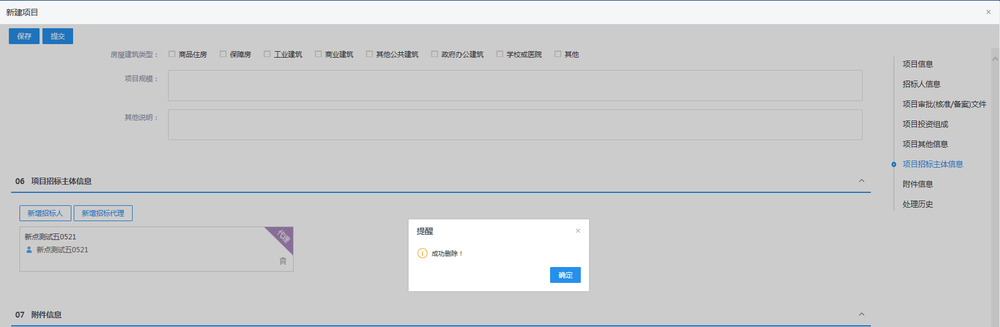 新建项目
保存 提交
房屋建筑类型： 商品住房 保障房 工业建筑 商业建筑 其他公共建筑 政府办公建筑 学校或医院 其他
项目规模：
其他说明：
06 项目招标主体信息
新增招标人 新增招标代理
新点测试五0521
代理
新点测试五0521
07 附件信息
提醒
成功删除！
确定
项目信息
招标人信息
项目审批(核准/备案)文件
项目投资组成
项目其他信息
项目招标主体信息
附件信息
处理历史